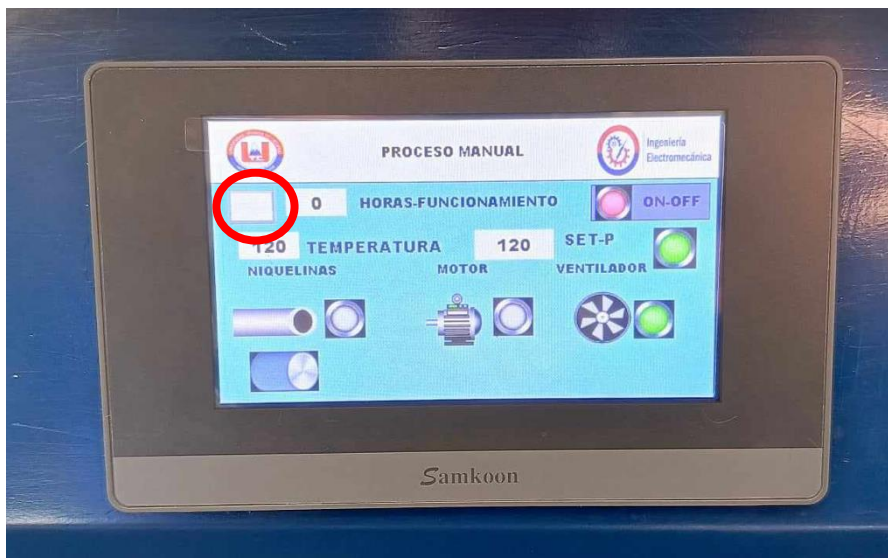 PROCESO MANUAL
Ingeniería
Electromecánica
0 HORAS-FUNCIONAMIENTO ON-OFF
120 TEMPERATURA 120 SET-P
NIQUELINAS MOTOR VENTILADOR
Samkoon